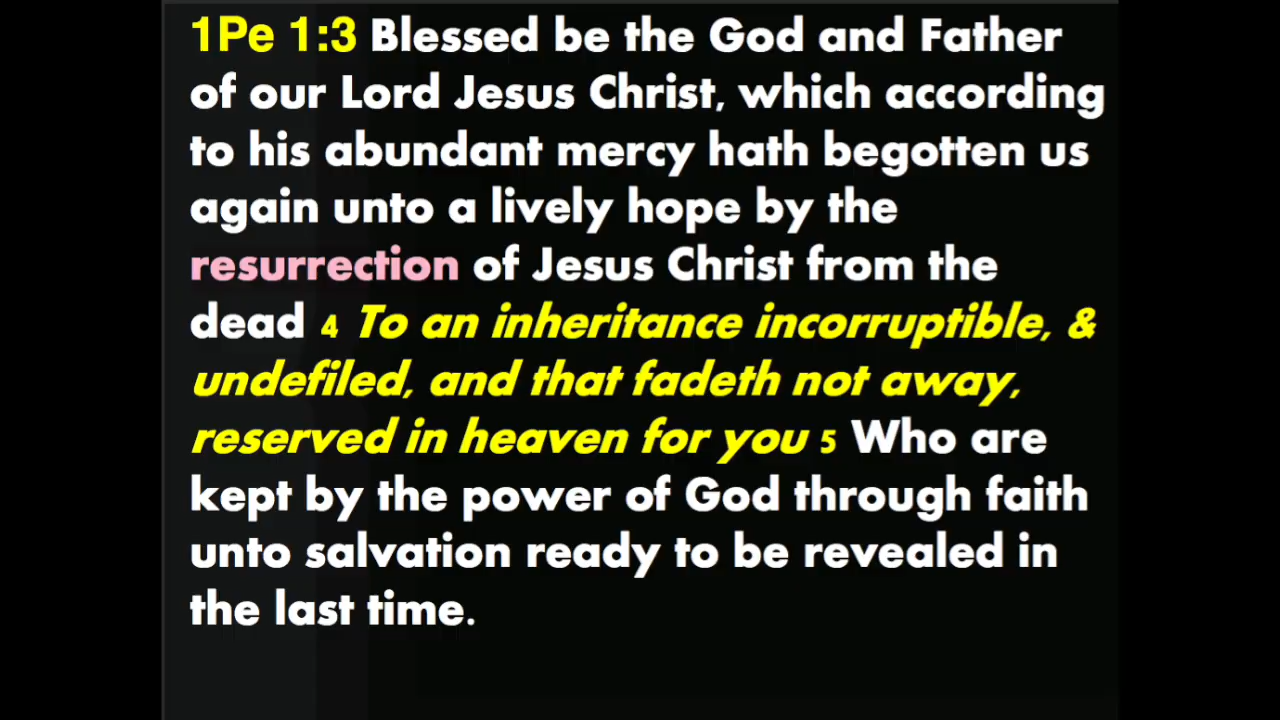 1Pe 1:3 Blessed be the God and Father
of our Lord Jesus Christ, which according
to his abundant mercy hath begotten us
again unto a lively hope by the
resurrection of Jesus Christ from the
dead 4 To an inheritance incorruptible, &
undefiled, and that fadeth not away,
reserved in heaven for you 5 Who are
kept by the power of God through faith
unto salvation ready to be revealed in
the last time.